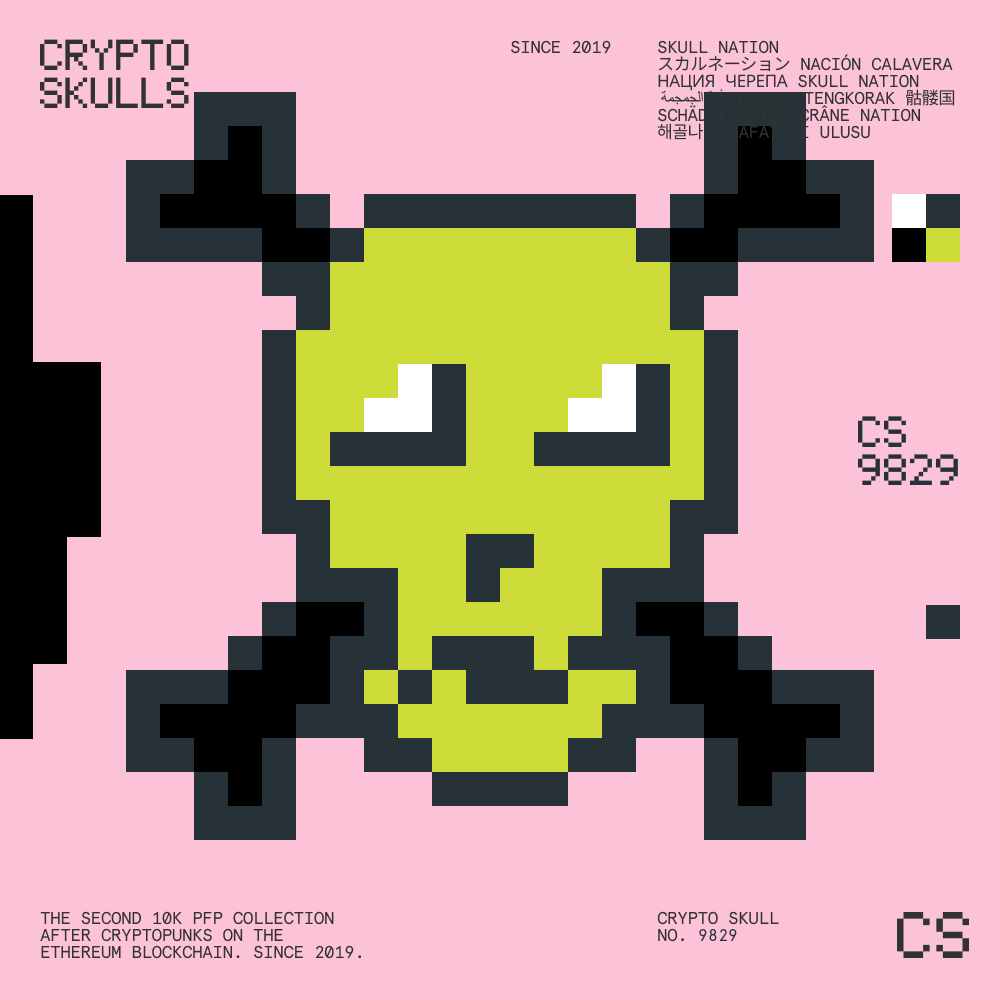 CRYPTO
SKULLS
SINCE 2019
SKULL NATION
スカルネーション NACIÓN CALAVERA
НАЦИЯ ЧЕРЕПА SKULL NATION
TENGKORAK 骷髅国
CRÂNE NATION
해골 ULUSU
CS
9829
THE SECOND 10K PFP COLLECTION
AFTER CRYPTOPUNKS ON THE
ETHEREUM BLOCKCHAIN. SINCE 2019.
CRYPTO SKULL
NO. 9829
CS